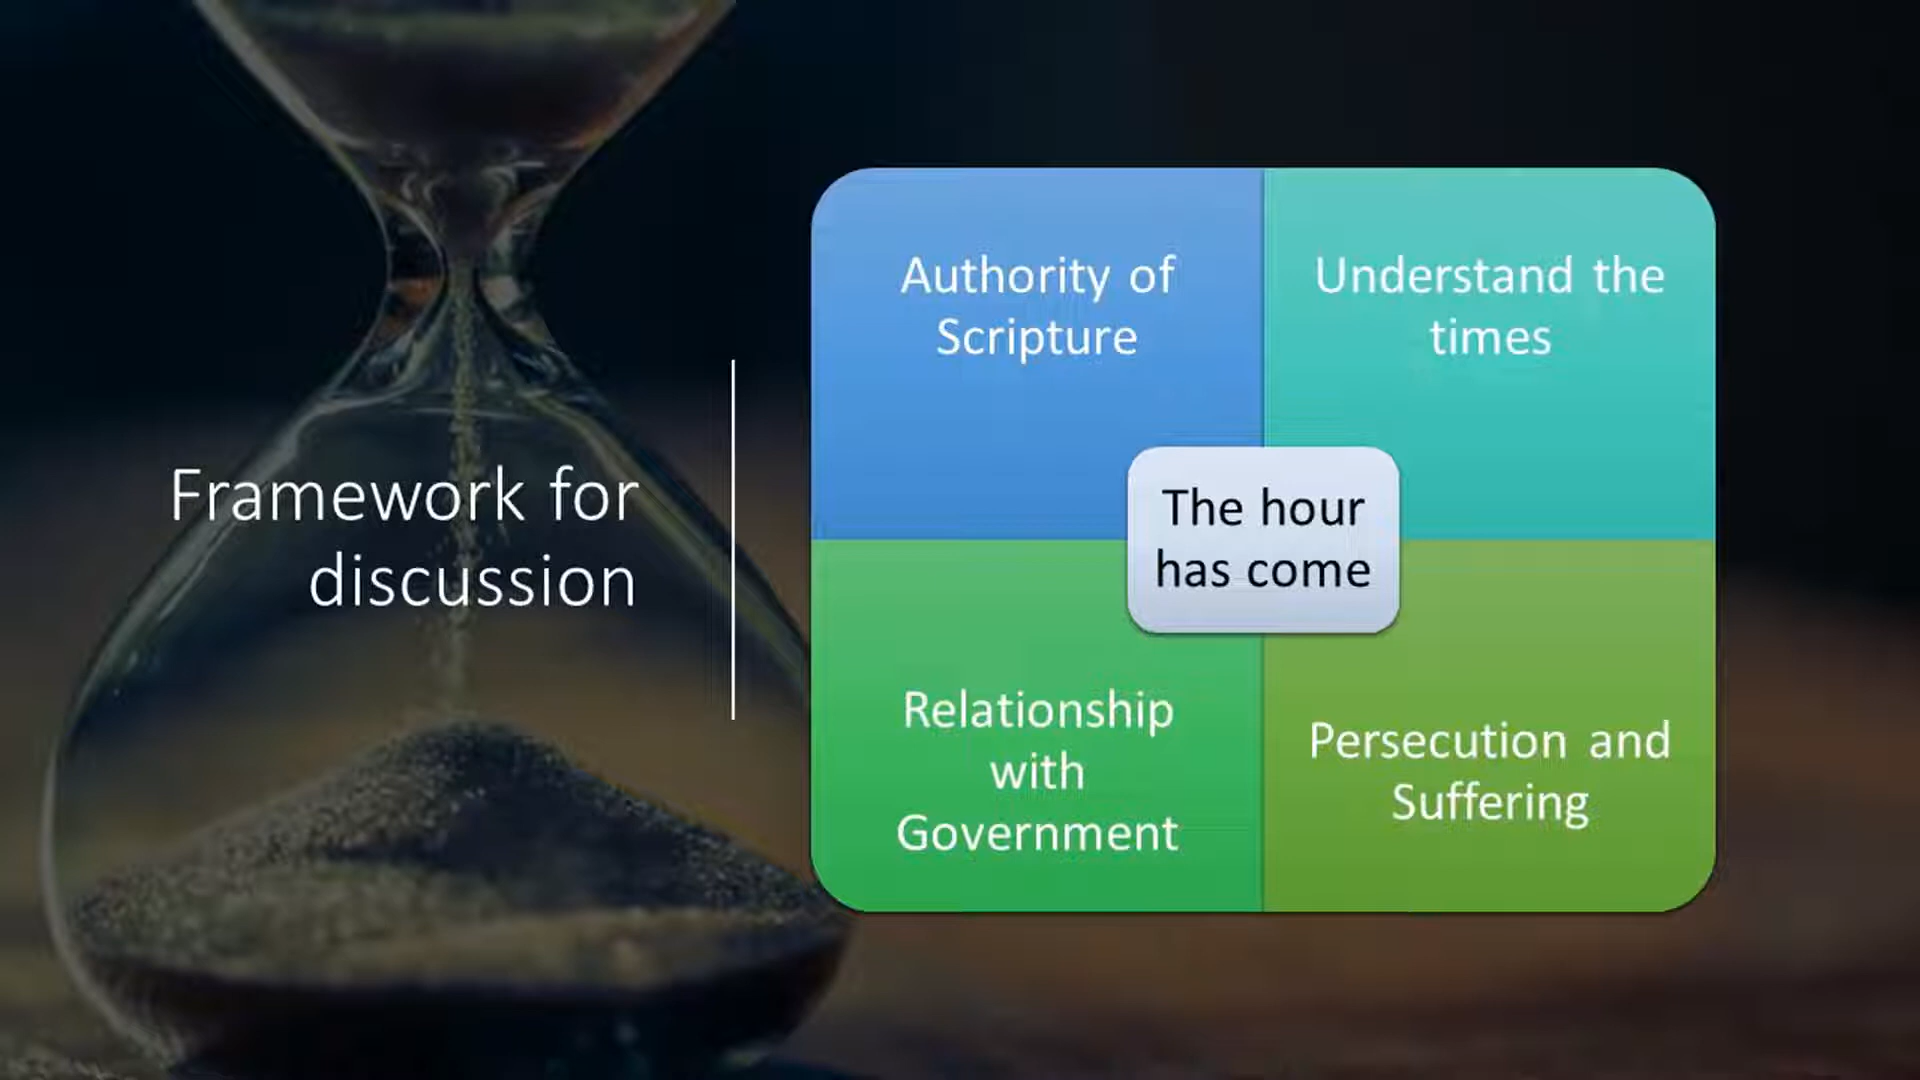 Framework for
discussion
Authority of
Scripture
Understand the
times
The hour
has come
Relationship
with
Government
Persecution and
Suffering